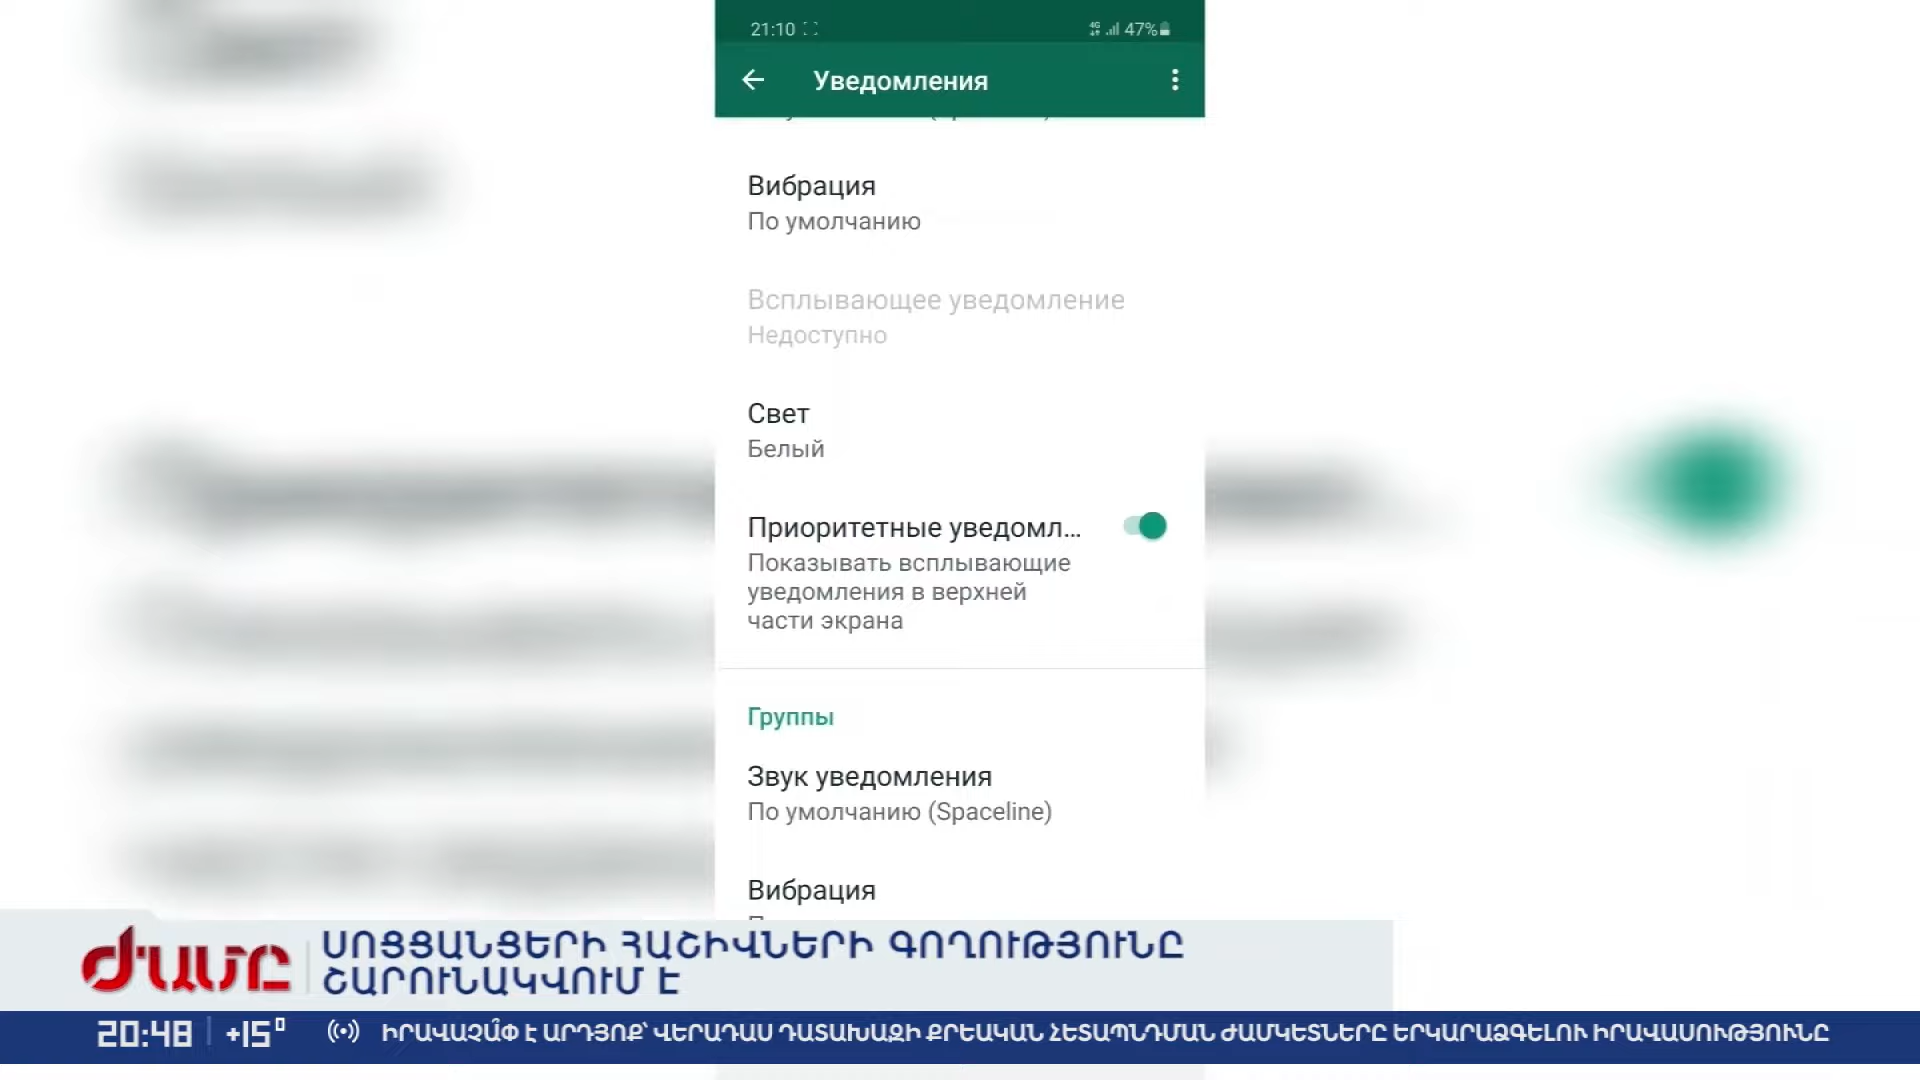 21:10 4G 47%
Уведомления
Вибрация
По умолчанию
Всплывающее уведомление
Недоступно
Свет
Белый
Приоритетные уведомл...
Показывать всплывающие
уведомления в верхней
части экрана
Группы
Звук уведомления
По умолчанию (Spaceline)
Вибрация
ԺԱՄԸ
ՍՈՑՑԱՆՑԵՐԻ ՀԱՇԻՎՆԵՐԻ ԳՈՂՈՒԹՅՈՒՆԸ
ՇԱՐՈՒՆԱԿՎՈՒՄ Է
20:48 +15° ԻՐԱՎԱՉԱ՞Փ Է ԱՐԴՅՈՔ՝ ՎԵՐԱԴԱՍ ԴԱՏԱԽԱԶԻ ՔՐԵԱԿԱՆ ՀԵՏԱՊՆԴՄԱՆ ԺԱՄԿԵՏՆԵՐԸ ԵՐԿԱՐԱՁԳԵԼՈՒ ԻՐԱՎԱՍՈՒԹՅՈՒՆԸ